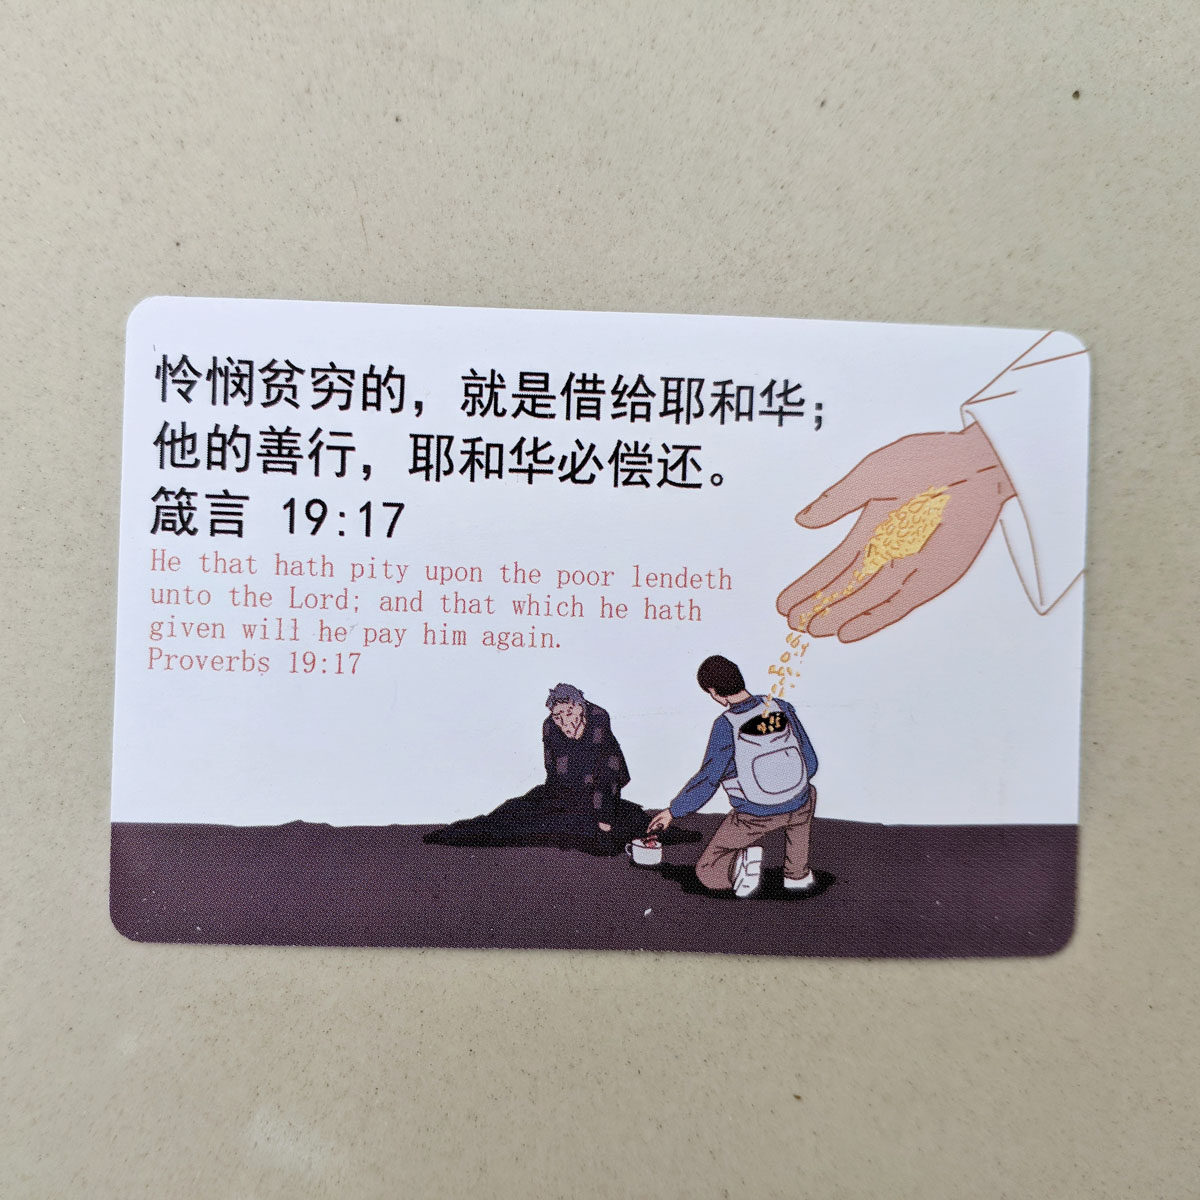 怜悯贫穷的，就是借给耶和华；
他的善行，耶和华必偿还。
箴言 19:17
He that hath pity upon the poor lendeth
unto the Lord; and that which he hath
given will he pay him again.
Proverbs 19:17